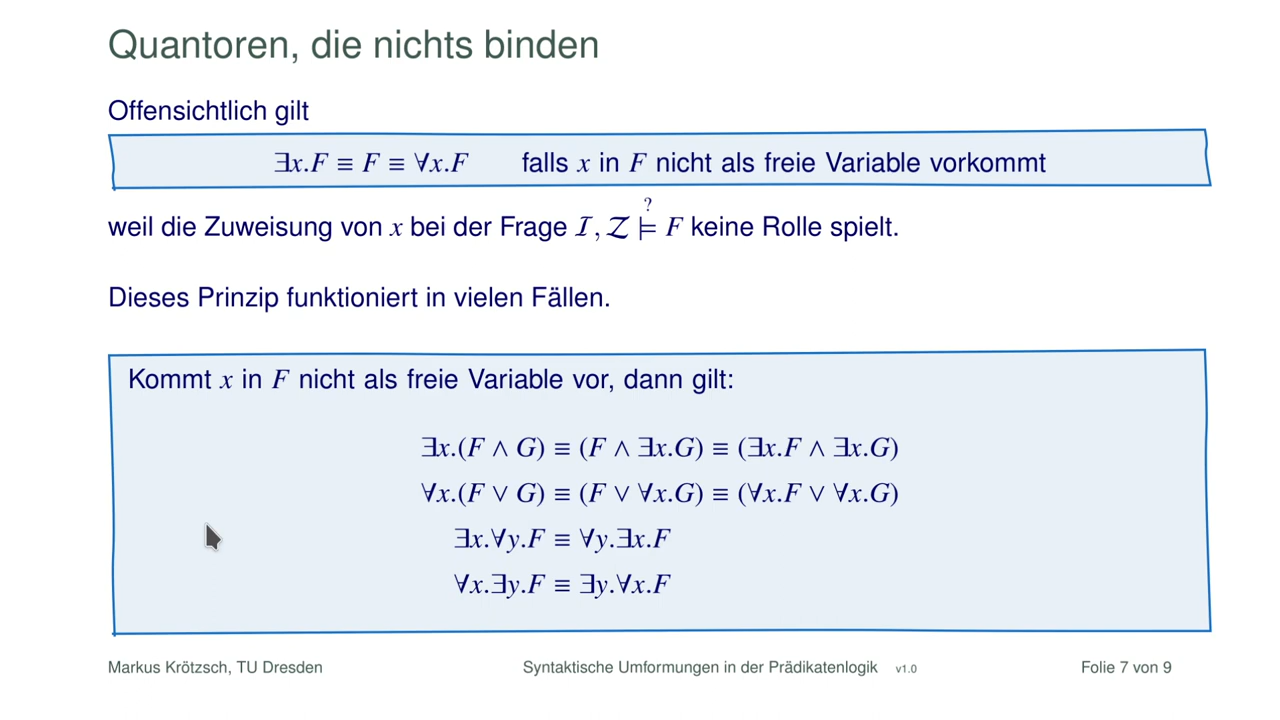 Quantoren, die nichts binden
Offensichtlich gilt
∃x.F ≡ F ≡ ∀x.F falls x in F nicht als freie Variable vorkommt
weil die Zuweisung von x bei der Frage ℐ, 𝒵 ⊨? F keine Rolle spielt.
Dieses Prinzip funktioniert in vielen Fällen.
Kommt x in F nicht als freie Variable vor, dann gilt:
∃x.(F ∧ G) ≡ (F ∧ ∃x.G) ≡ (∃x.F ∧ ∃x.G)
∀x.(F ∨ G) ≡ (F ∨ ∀x.G) ≡ (∀x.F ∨ ∀x.G)
∃x.∀y.F ≡ ∀y.∃x.F
∀x.∃y.F ≡ ∃y.∀x.F
Markus Krötzsch, TU Dresden Syntaktische Umformungen in der Prädikatenlogik v1.0 Folie 7 von 9